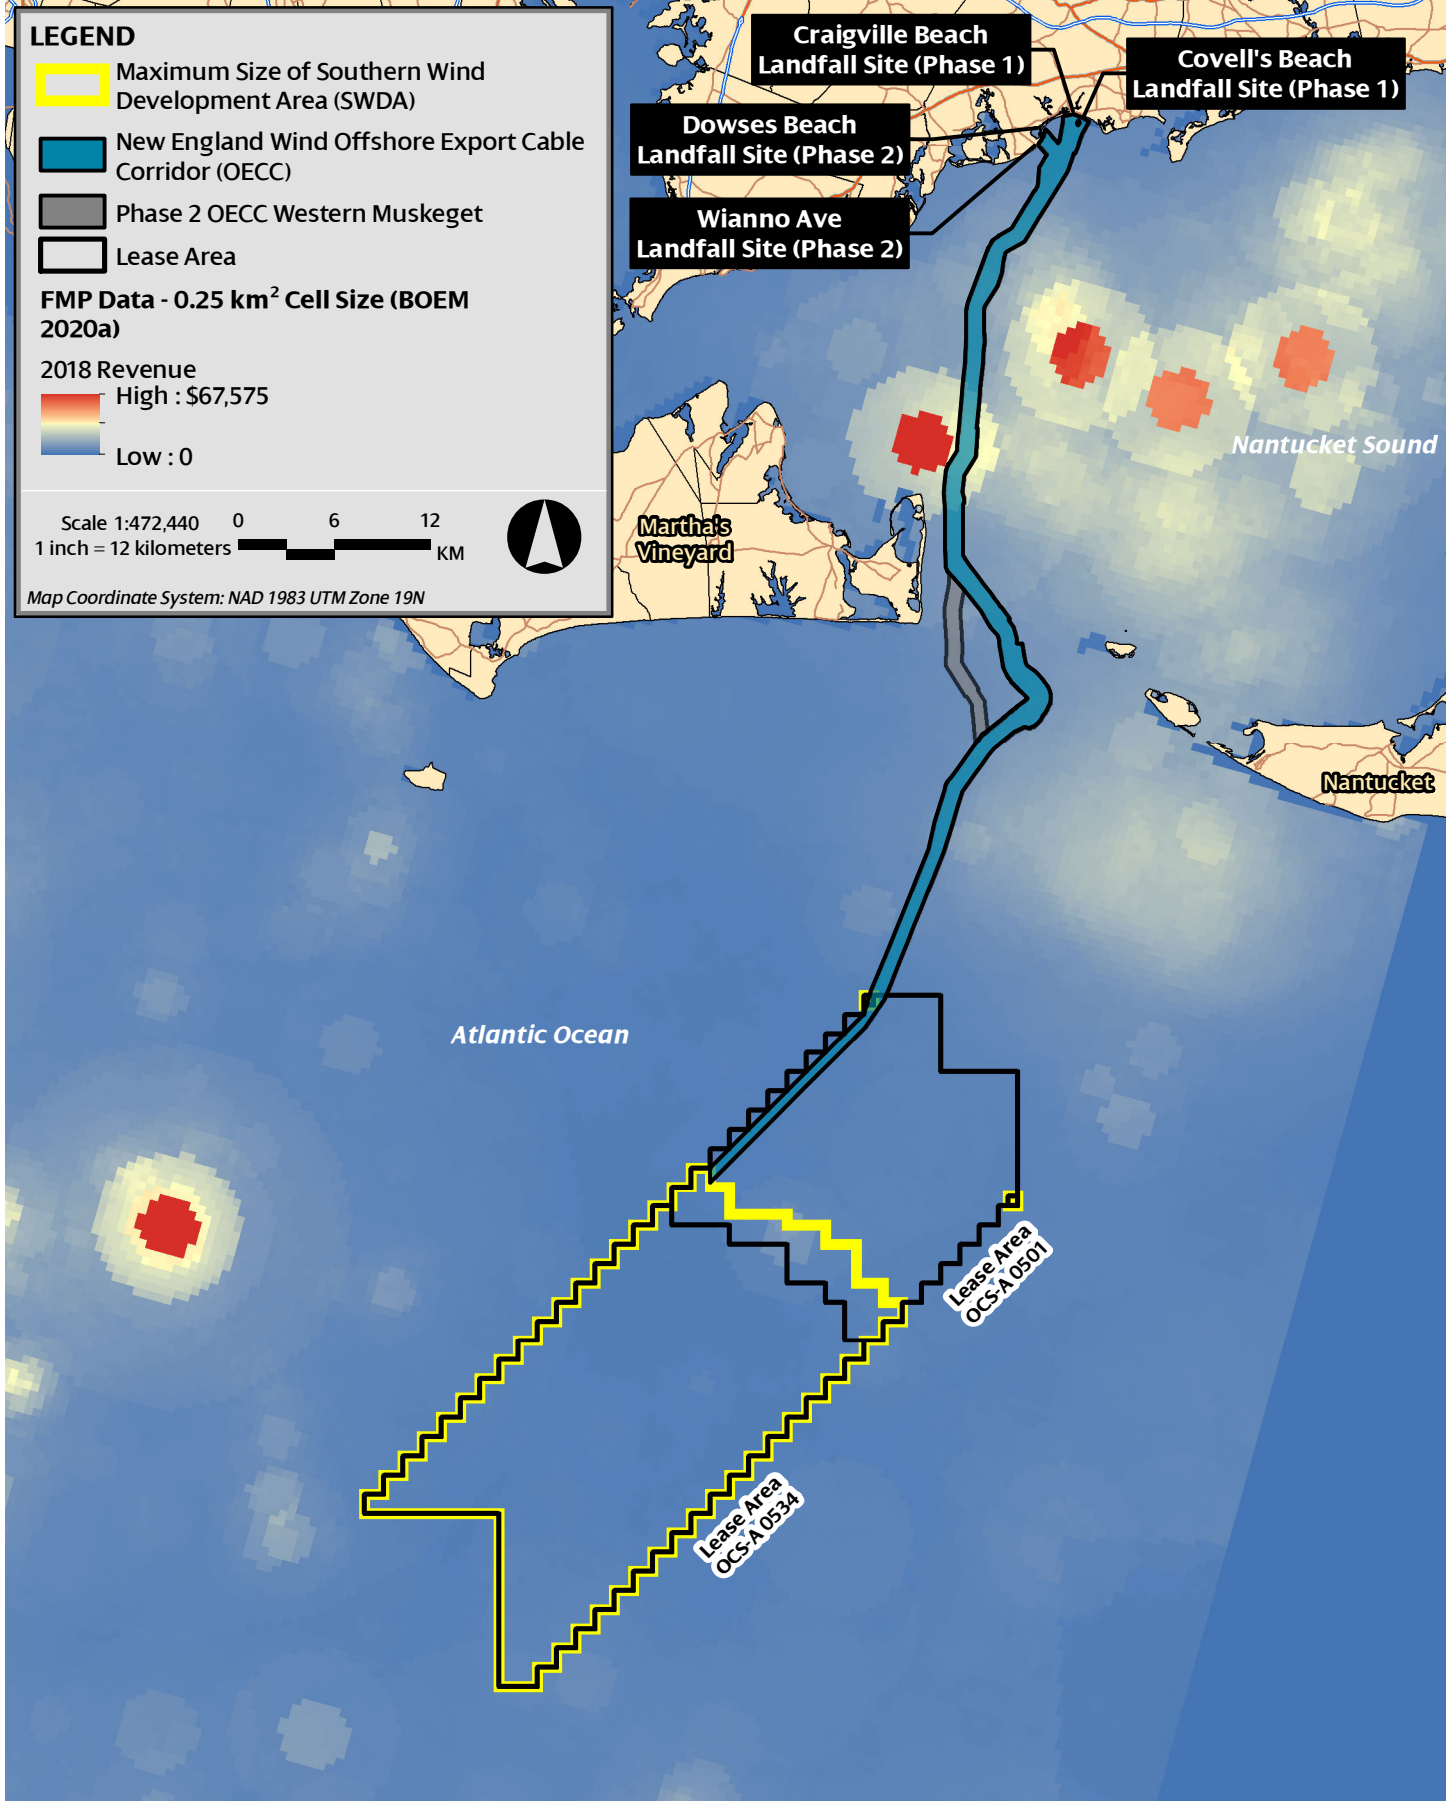 LEGEND
Maximum Size of Southern Wind
Development Area (SWDA)
New England Wind Offshore Export Cable
Corridor (OECC)
Phase 2 OECC Western Muskeget
Lease Area
FMP Data - 0.25 km² Cell Size (BOEM
2020a)
2018 Revenue
High : $67,575
Low : 0
Scale 1:472,440
1 inch = 12 kilometers
0 6 12
KM
Map Coordinate System: NAD 1983 UTM Zone 19N
Craigville Beach
Landfall Site (Phase 1)
Covell's Beach
Landfall Site (Phase 1)
Dowses Beach
Landfall Site (Phase 2)
Wianno Ave
Landfall Site (Phase 2)
Nantucket Sound
Martha's
Vineyard
Nantucket
Atlantic Ocean
Lease Area
OCS-A 0501
Lease Area
OCS-A 0534